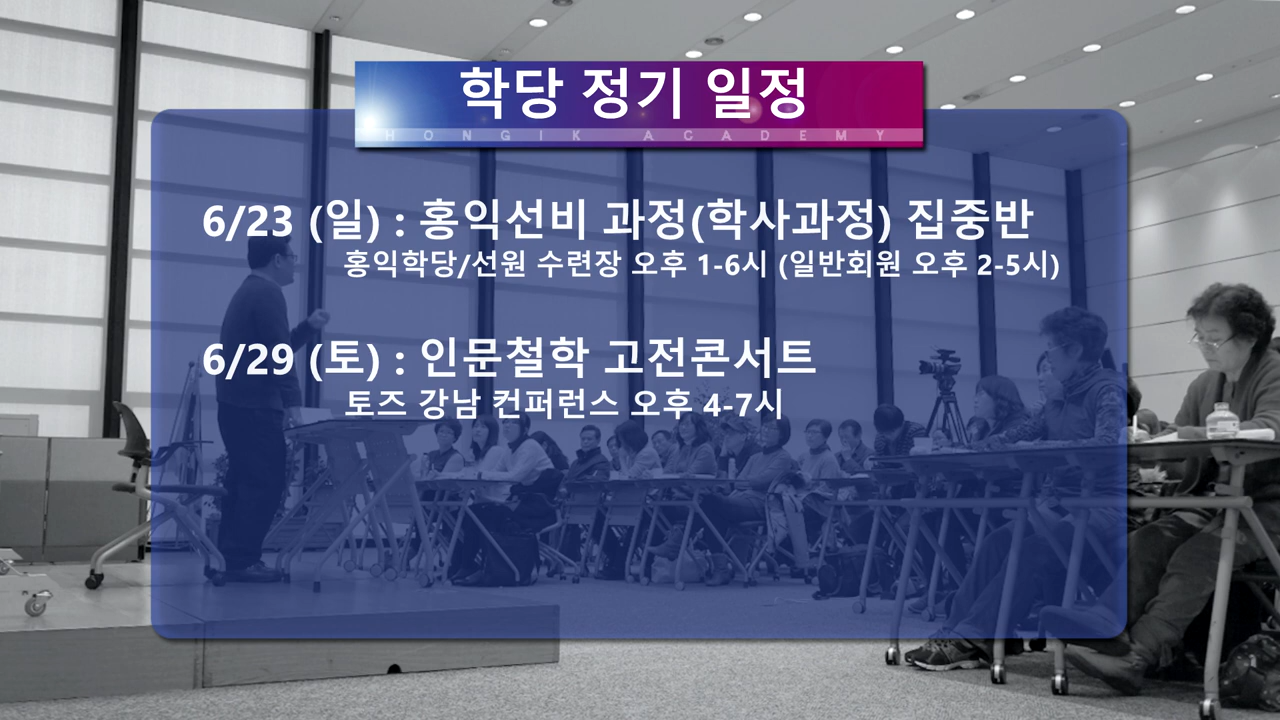 학당 정기 일정
HONGIK ACADEMY
6/23 (일) : 홍익선비 과정(학사과정) 집중반
홍익학당/선원 수련장 오후 1-6시 (일반회원 오후 2-5시)
6/29 (토) : 인문철학 고전콘서트
토즈 강남 컨퍼런스 오후 4-7시